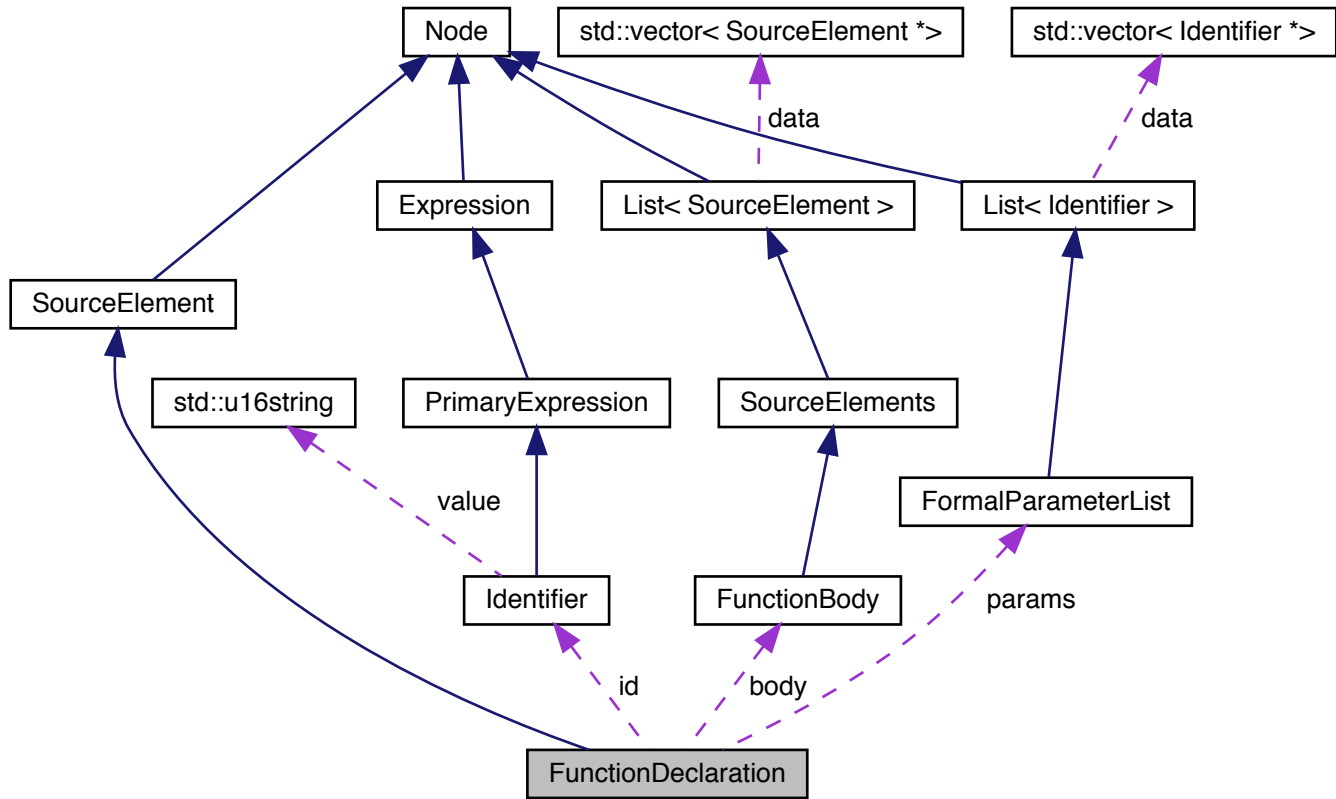 Node
std::vector< SourceElement *>
std::vector< Identifier *>
data
data
Expression
List< SourceElement >
List< Identifier >
SourceElement
std::u16string
PrimaryExpression
SourceElements
value
FormalParameterList
Identifier
FunctionBody
params
id
body
FunctionDeclaration